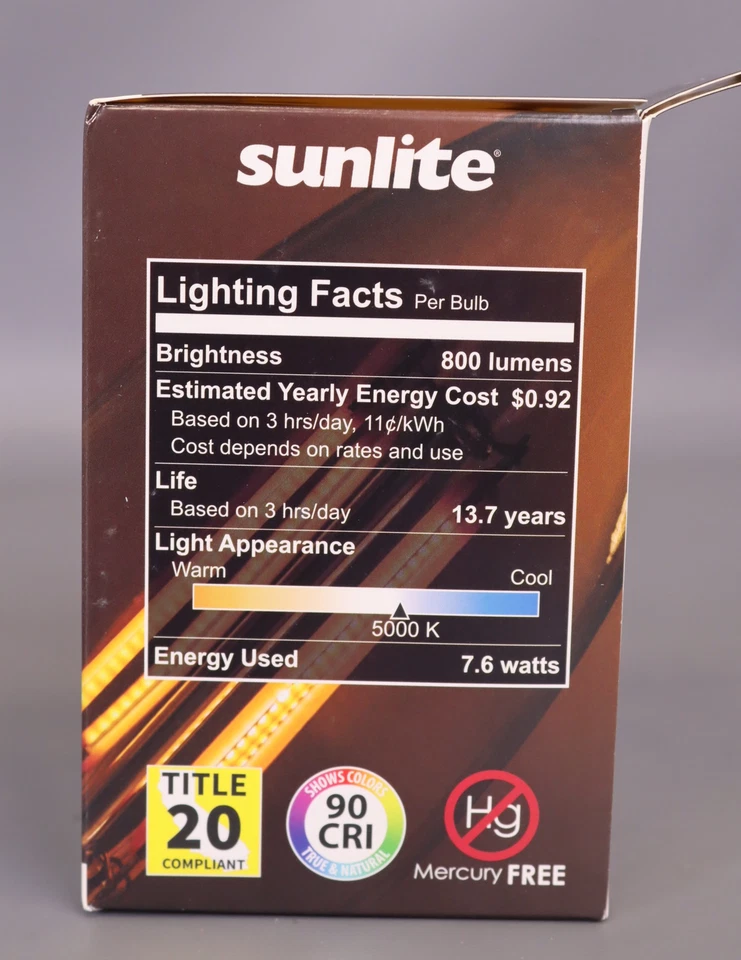 sunlite®
Lighting Facts Per Bulb
Brightness 800 lumens
Estimated Yearly Energy Cost $0.92
Based on 3 hrs/day, 11¢/kWh
Cost depends on rates and use
Life
Based on 3 hrs/day 13.7 years
Light Appearance
Warm Cool
5000 K
Energy Used 7.6 watts
TITLE
20
COMPLIANT
SHOWS COLORS
90
CRI
TRUE & NATURAL
Hg
Mercury FREE